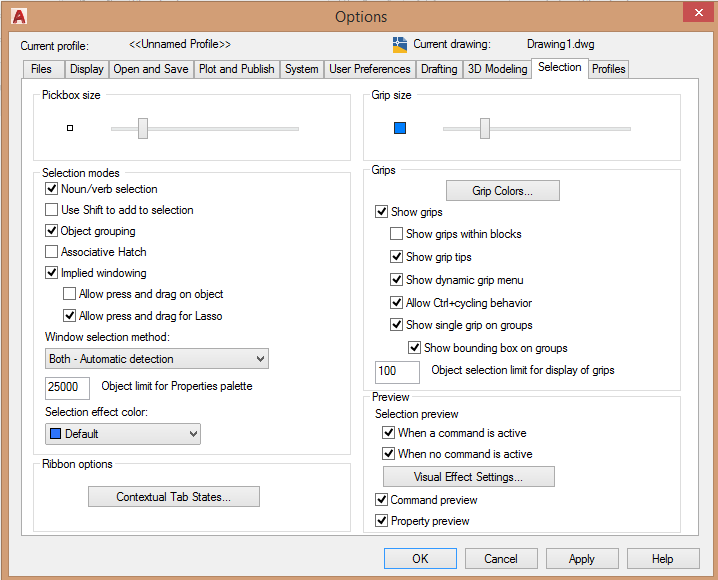 Options
Current profile: <<Unnamed Profile>> Current drawing: Drawing1.dwg
Files Display Open and Save Plot and Publish System User Preferences Drafting 3D Modeling Selection Profiles
Pickbox size
Selection modes
Noun/verb selection
Use Shift to add to selection
Object grouping
Associative Hatch
Implied windowing
Allow press and drag on object
Allow press and drag for Lasso
Window selection method:
Both - Automatic detection
25000 Object limit for Properties palette
Selection effect color:
Default
Ribbon options
Contextual Tab States...
Grip size
Grips
Grip Colors...
Show grips
Show grips within blocks
Show grip tips
Show dynamic grip menu
Allow Ctrl+cycling behavior
Show single grip on groups
Show bounding box on groups
100 Object selection limit for display of grips
Preview
Selection preview
When a command is active
When no command is active
Visual Effect Settings...
Command preview
Property preview
OK Cancel Apply Help